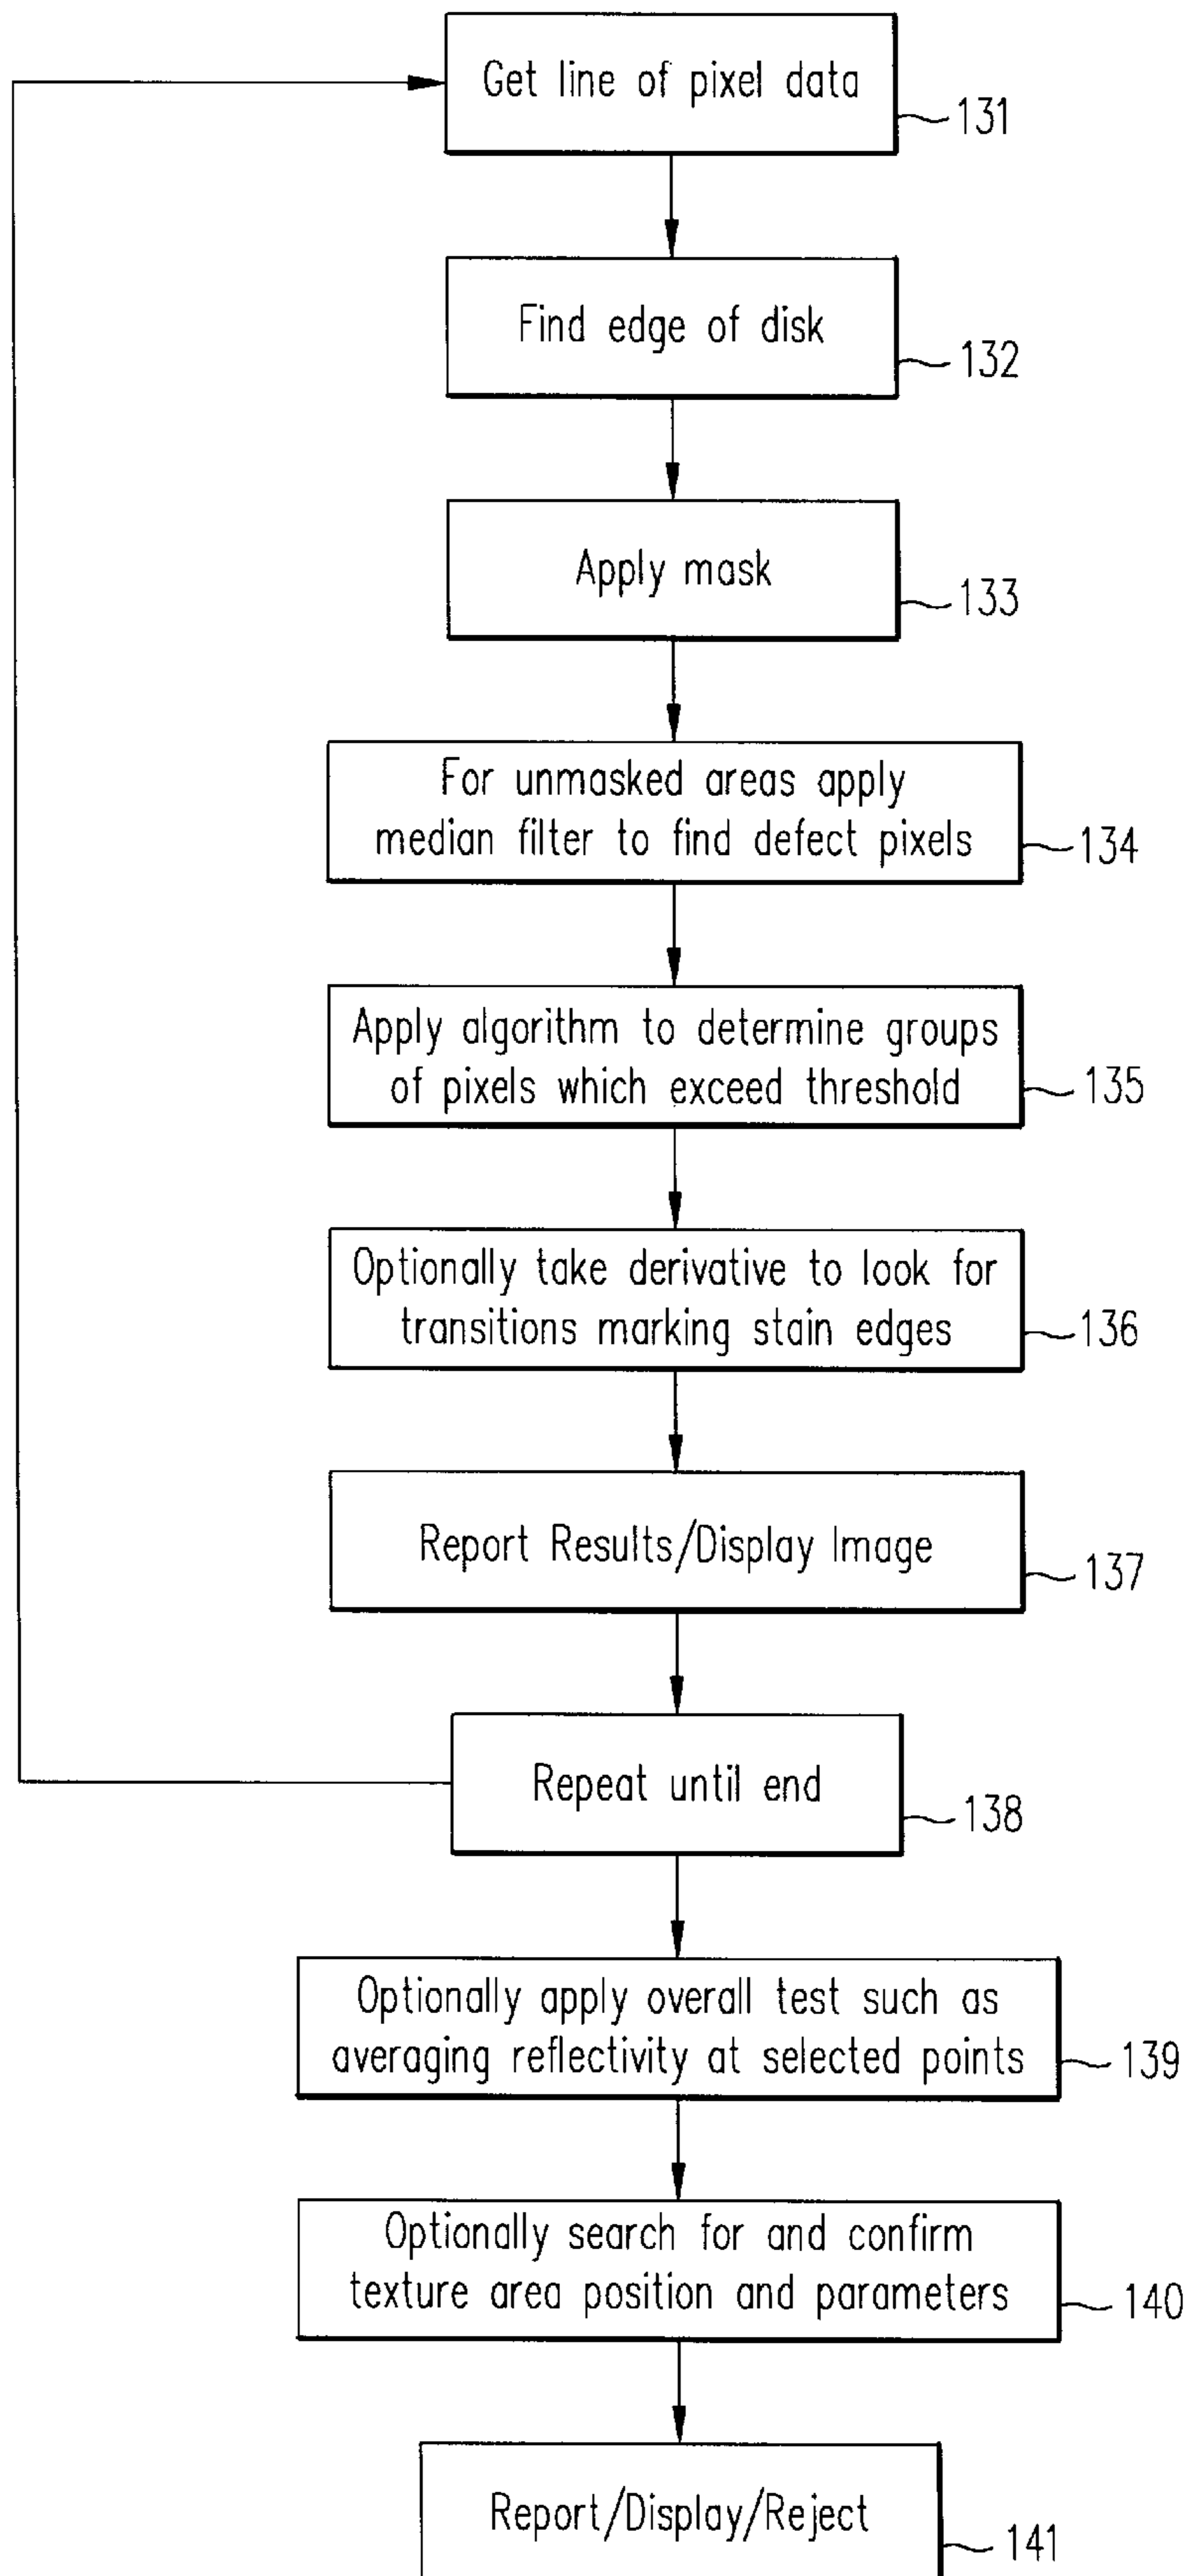 Get line of pixel data
131
Find edge of disk
132
Apply mask
133
For unmasked areas apply
median filter to find defect pixels
134
Apply algorithm to determine groups
of pixels which exceed threshold
135
Optionally take derivative to look for
transitions marking stain edges
136
Report Results/Display Image
137
Repeat until end
138
Optionally apply overall test such as
averaging reflectivity at selected points
139
Optionally search for and confirm
texture area position and parameters
140
Report/Display/Reject
141